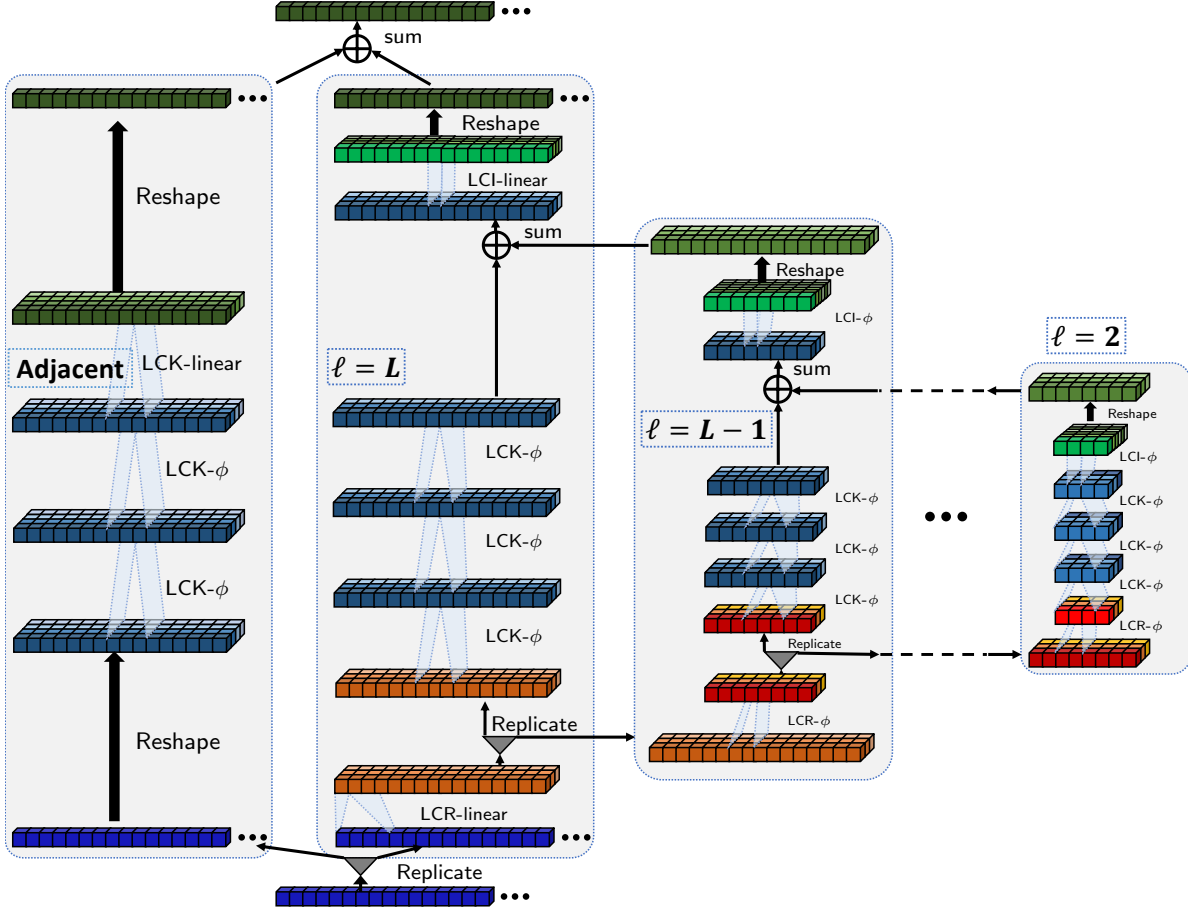 •••
sum
•••
Reshape
LCK-linear
Adjacent
LCK-ϕ
LCK-ϕ
Reshape
•••
•••
Reshape
LCI-linear
sum
ℓ = L
LCK-ϕ
LCK-ϕ
LCK-ϕ
Replicate
LCR-linear
•••
Replicate
•••
Reshape
LCI-ϕ
sum
ℓ = L − 1
LCK-ϕ
LCK-ϕ
LCK-ϕ
Replicate
LCR-ϕ
•••
ℓ = 2
Reshape
LCI-ϕ
LCK-ϕ
LCK-ϕ
LCK-ϕ
LCR-ϕ